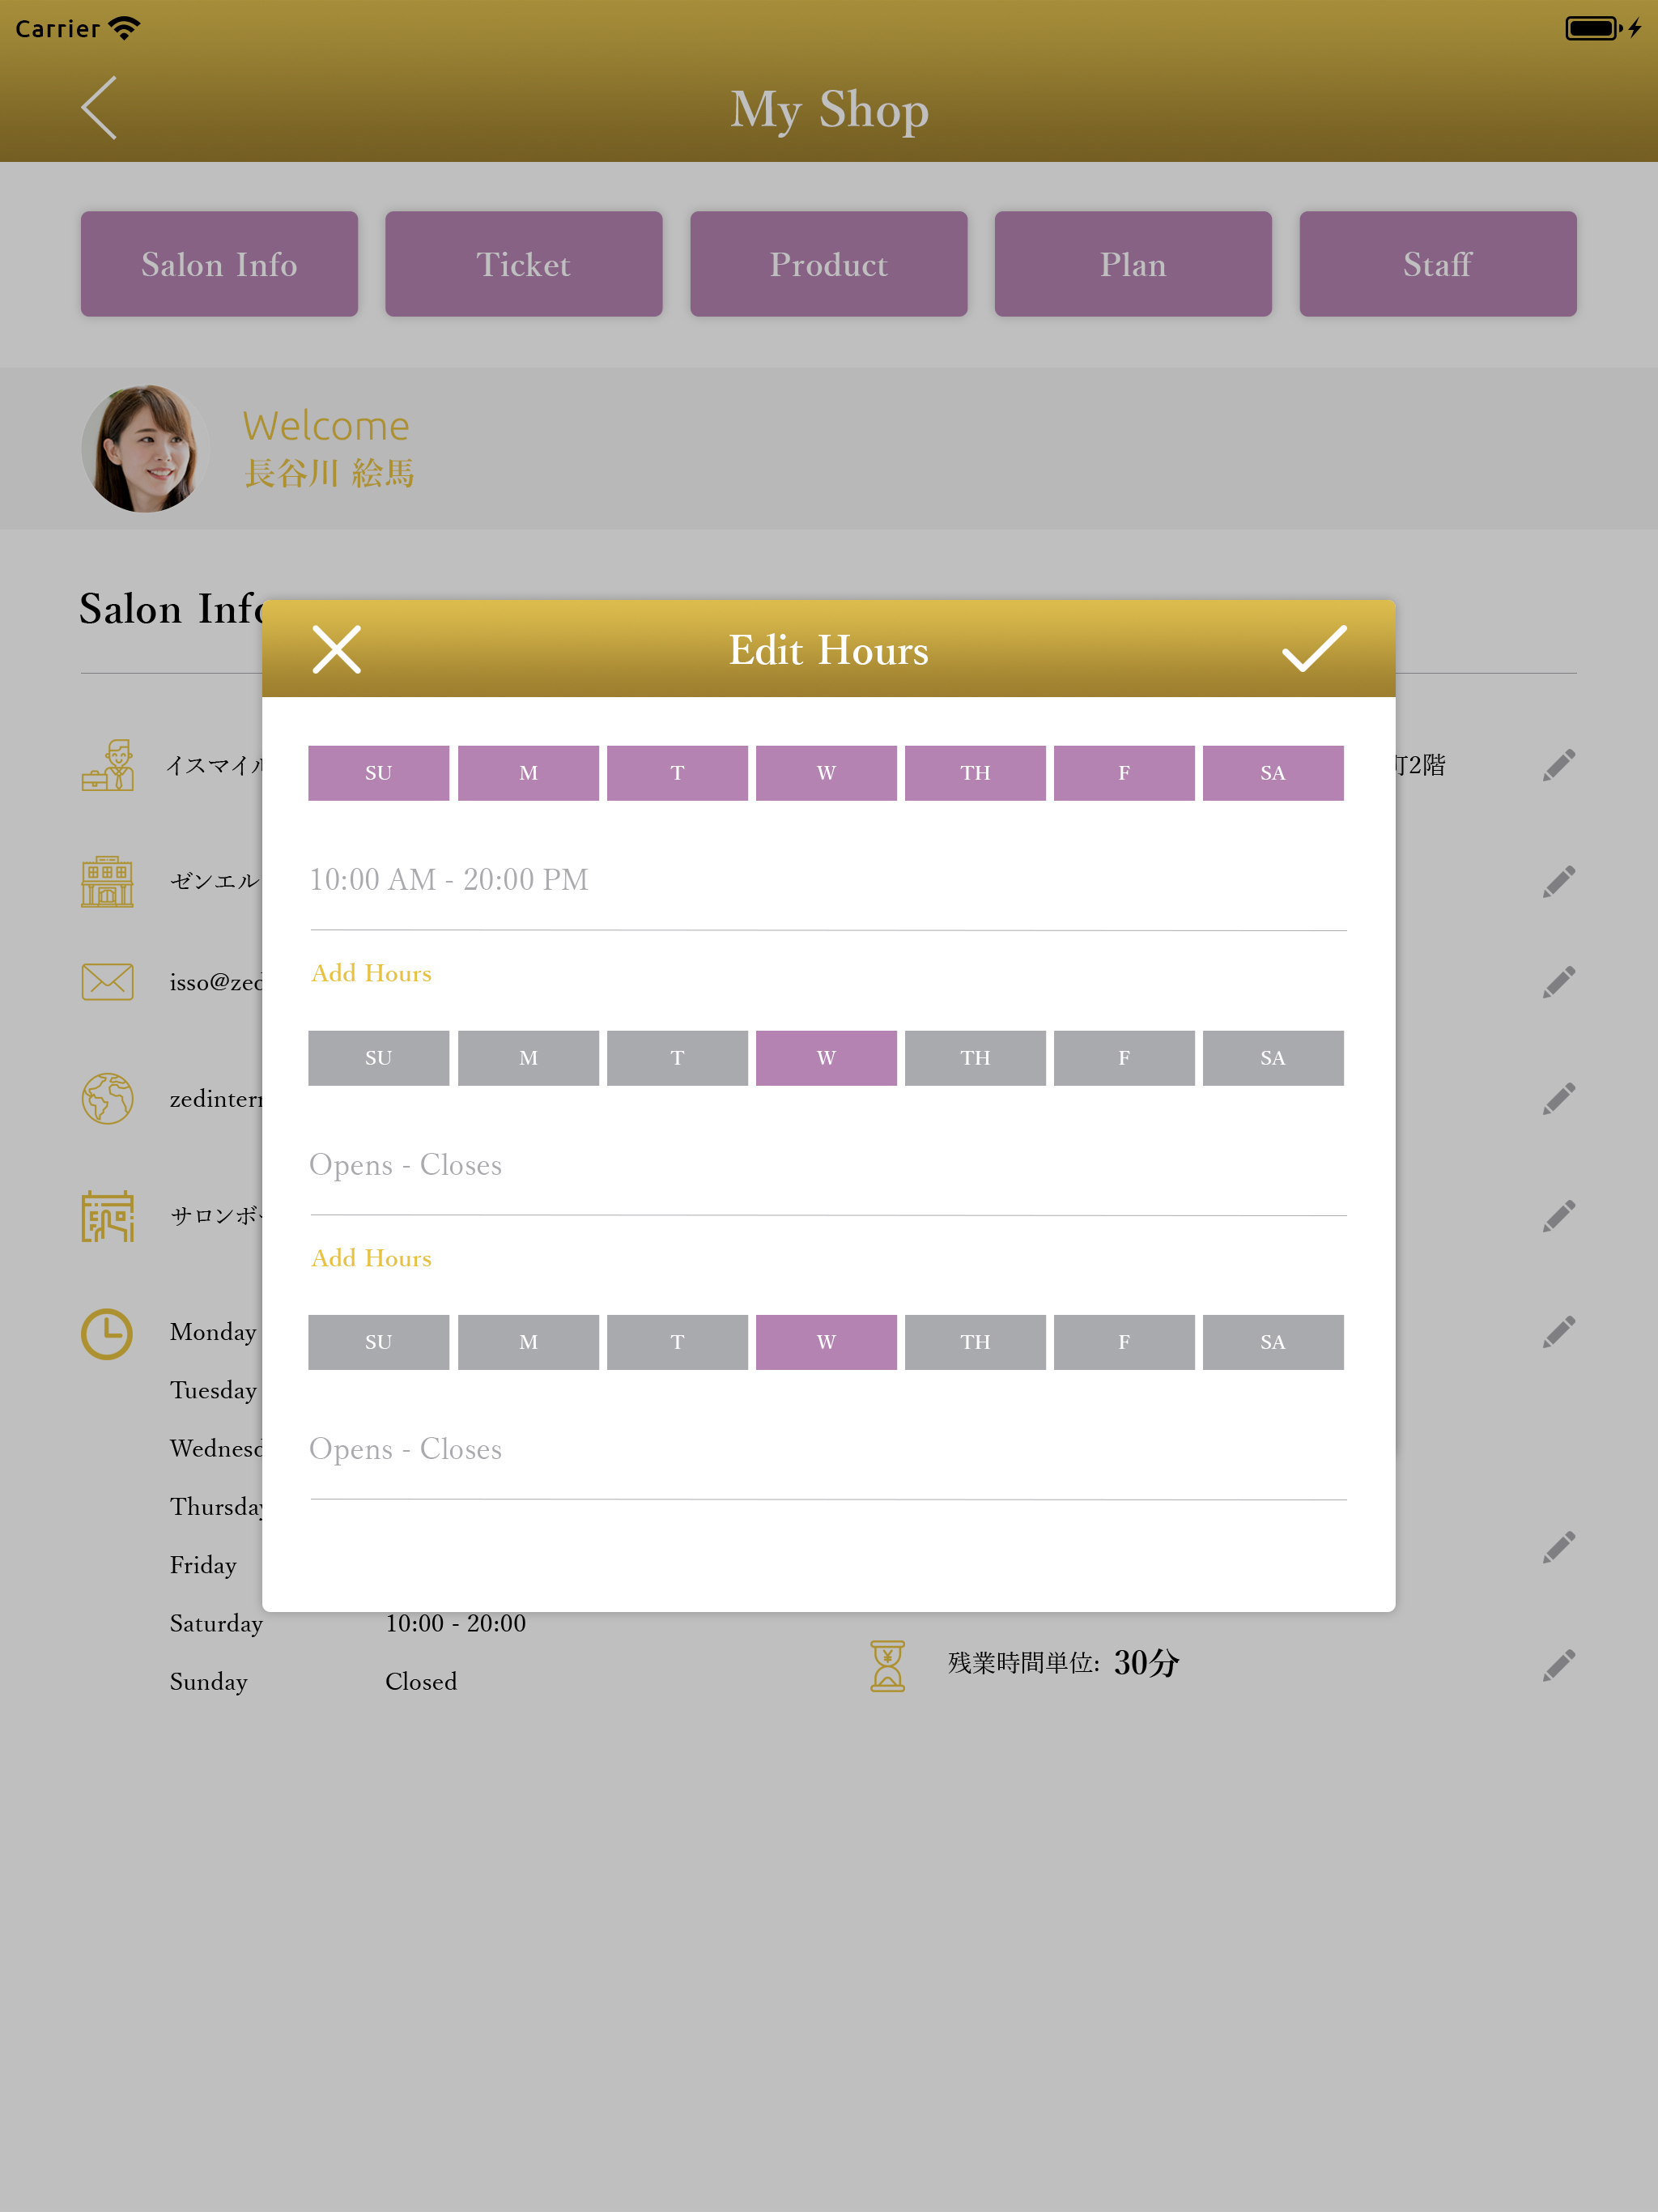 Carrier
My Shop
Salon Info
Ticket
Product
Plan
Staff
Welcome
長谷川 絵馬
Salon Info
Edit Hours
イスマイル
町2階
SU M T W TH F SA
10:00 AM - 20:00 PM
ゼンエル
Add Hours
isso@zed
SU M T W TH F SA
zedintern
Opens - Closes
サロンボー
Add Hours
Monday
SU M T W TH F SA
Tuesday
Wednesd
Opens - Closes
Thursday
Friday
Saturday 10:00 - 20:00
残業時間単位: 30分
Sunday Closed